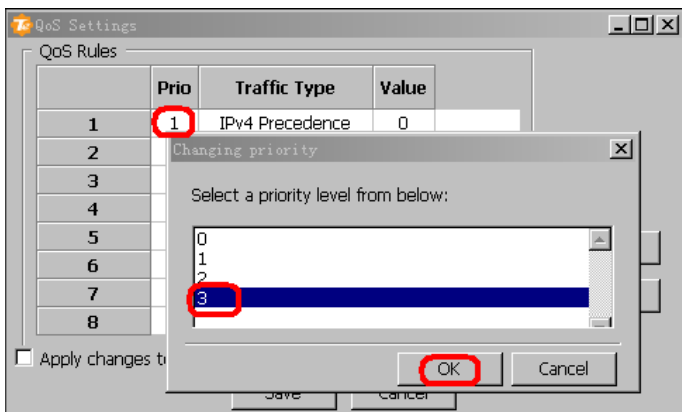 QoS Settings
QoS Rules
Prio Traffic Type Value
1 1 IPv4 Precedence 0
2
Changing priority
3
Select a priority level from below:
4
5
0
1
6
2
7
3
8
Apply changes to
OK Cancel
Save Cancel